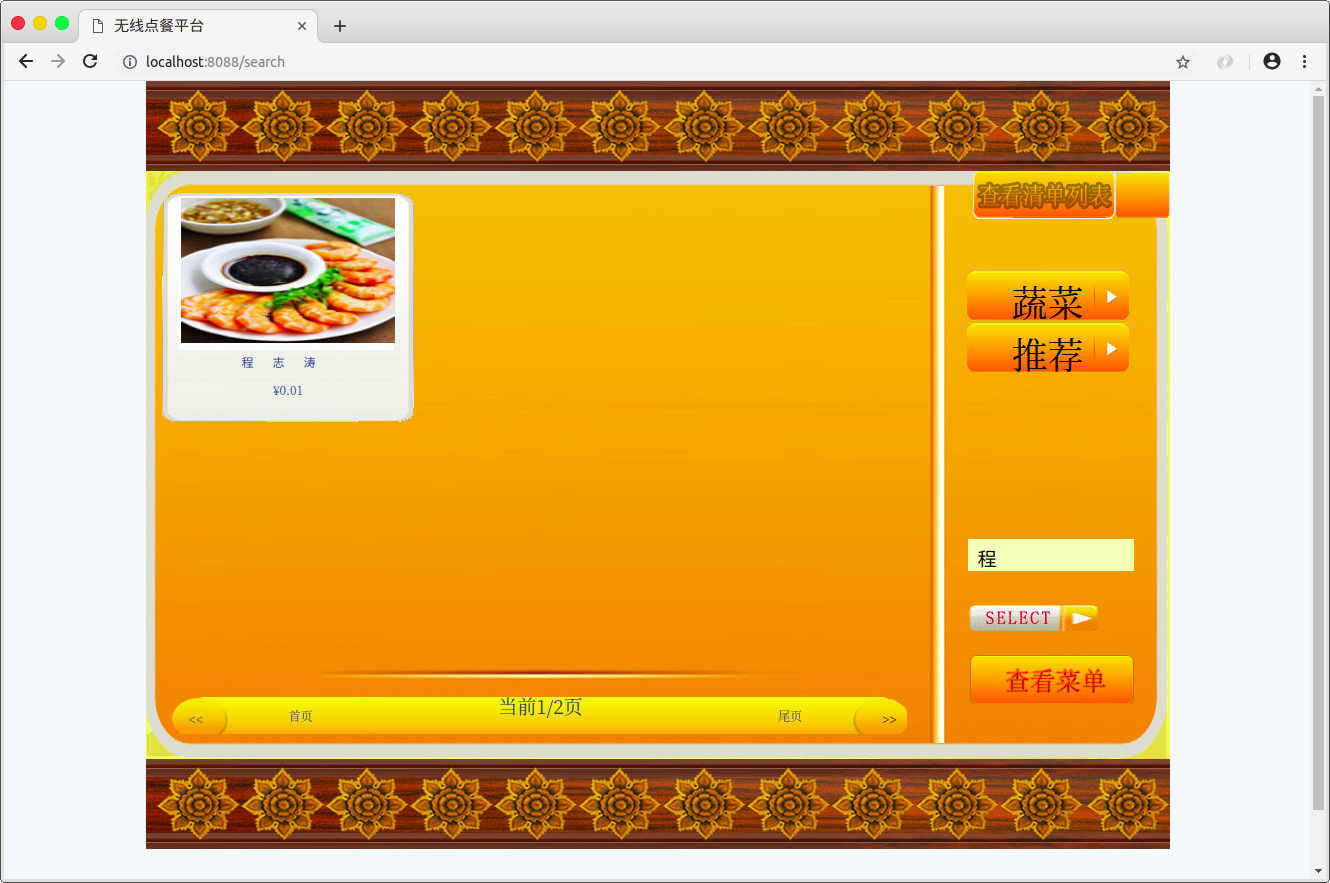 无线点餐平台
localhost:8088/search
查看清单列表
蔬菜
推荐
程 志 涛
¥0.01
程
SELECT
查看菜单
<< 首页 当前1/2页 尾页 >>